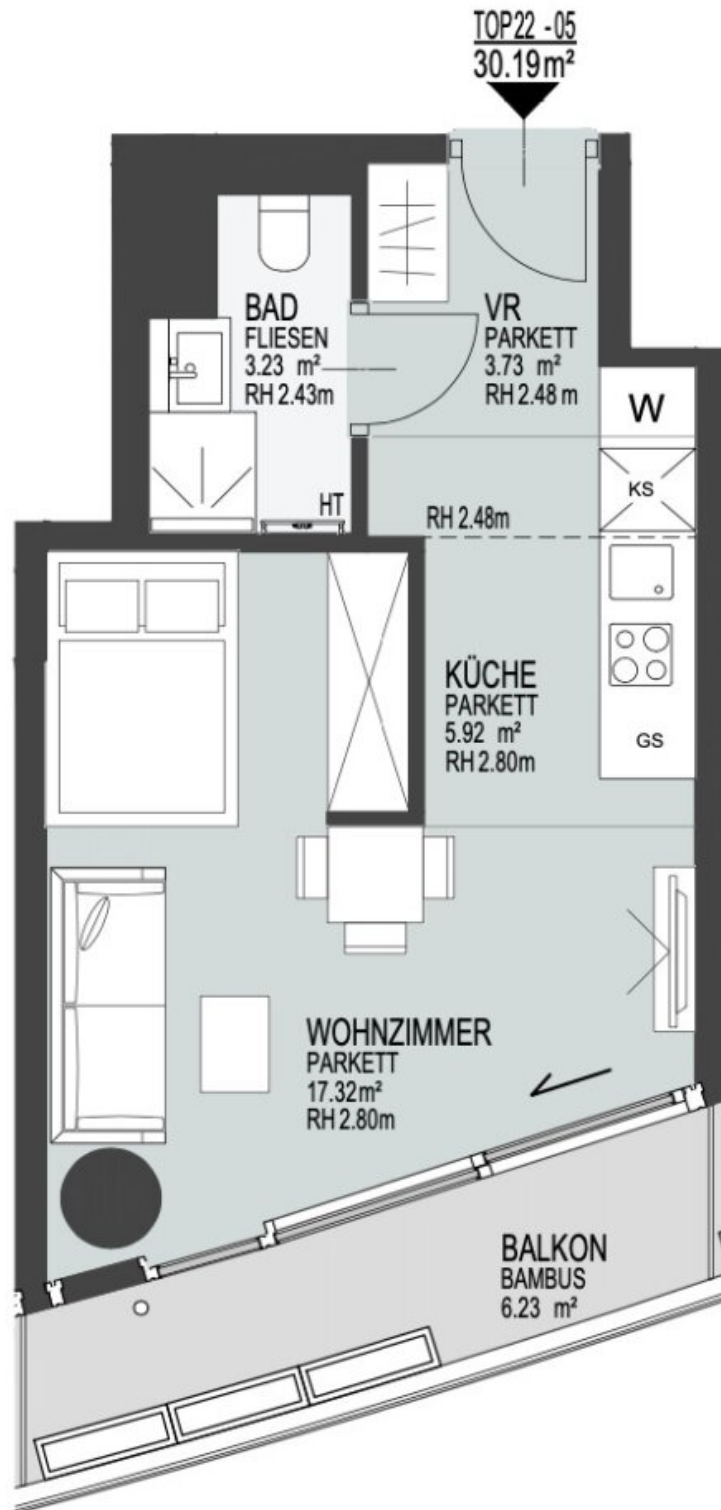 TOP22 -05
30.19m²
BAD
FLIESEN
3.23 m²
RH 2.43m
VR
PARKETT
3.73 m²
RH 2.48 m
W
KS
HT
RH 2.48m
KÜCHE
PARKETT
5.92 m²
RH 2.80m
GS
WOHNZIMMER
PARKETT
17.32m²
RH 2.80m
BALKON
BAMBUS
6.23 m²